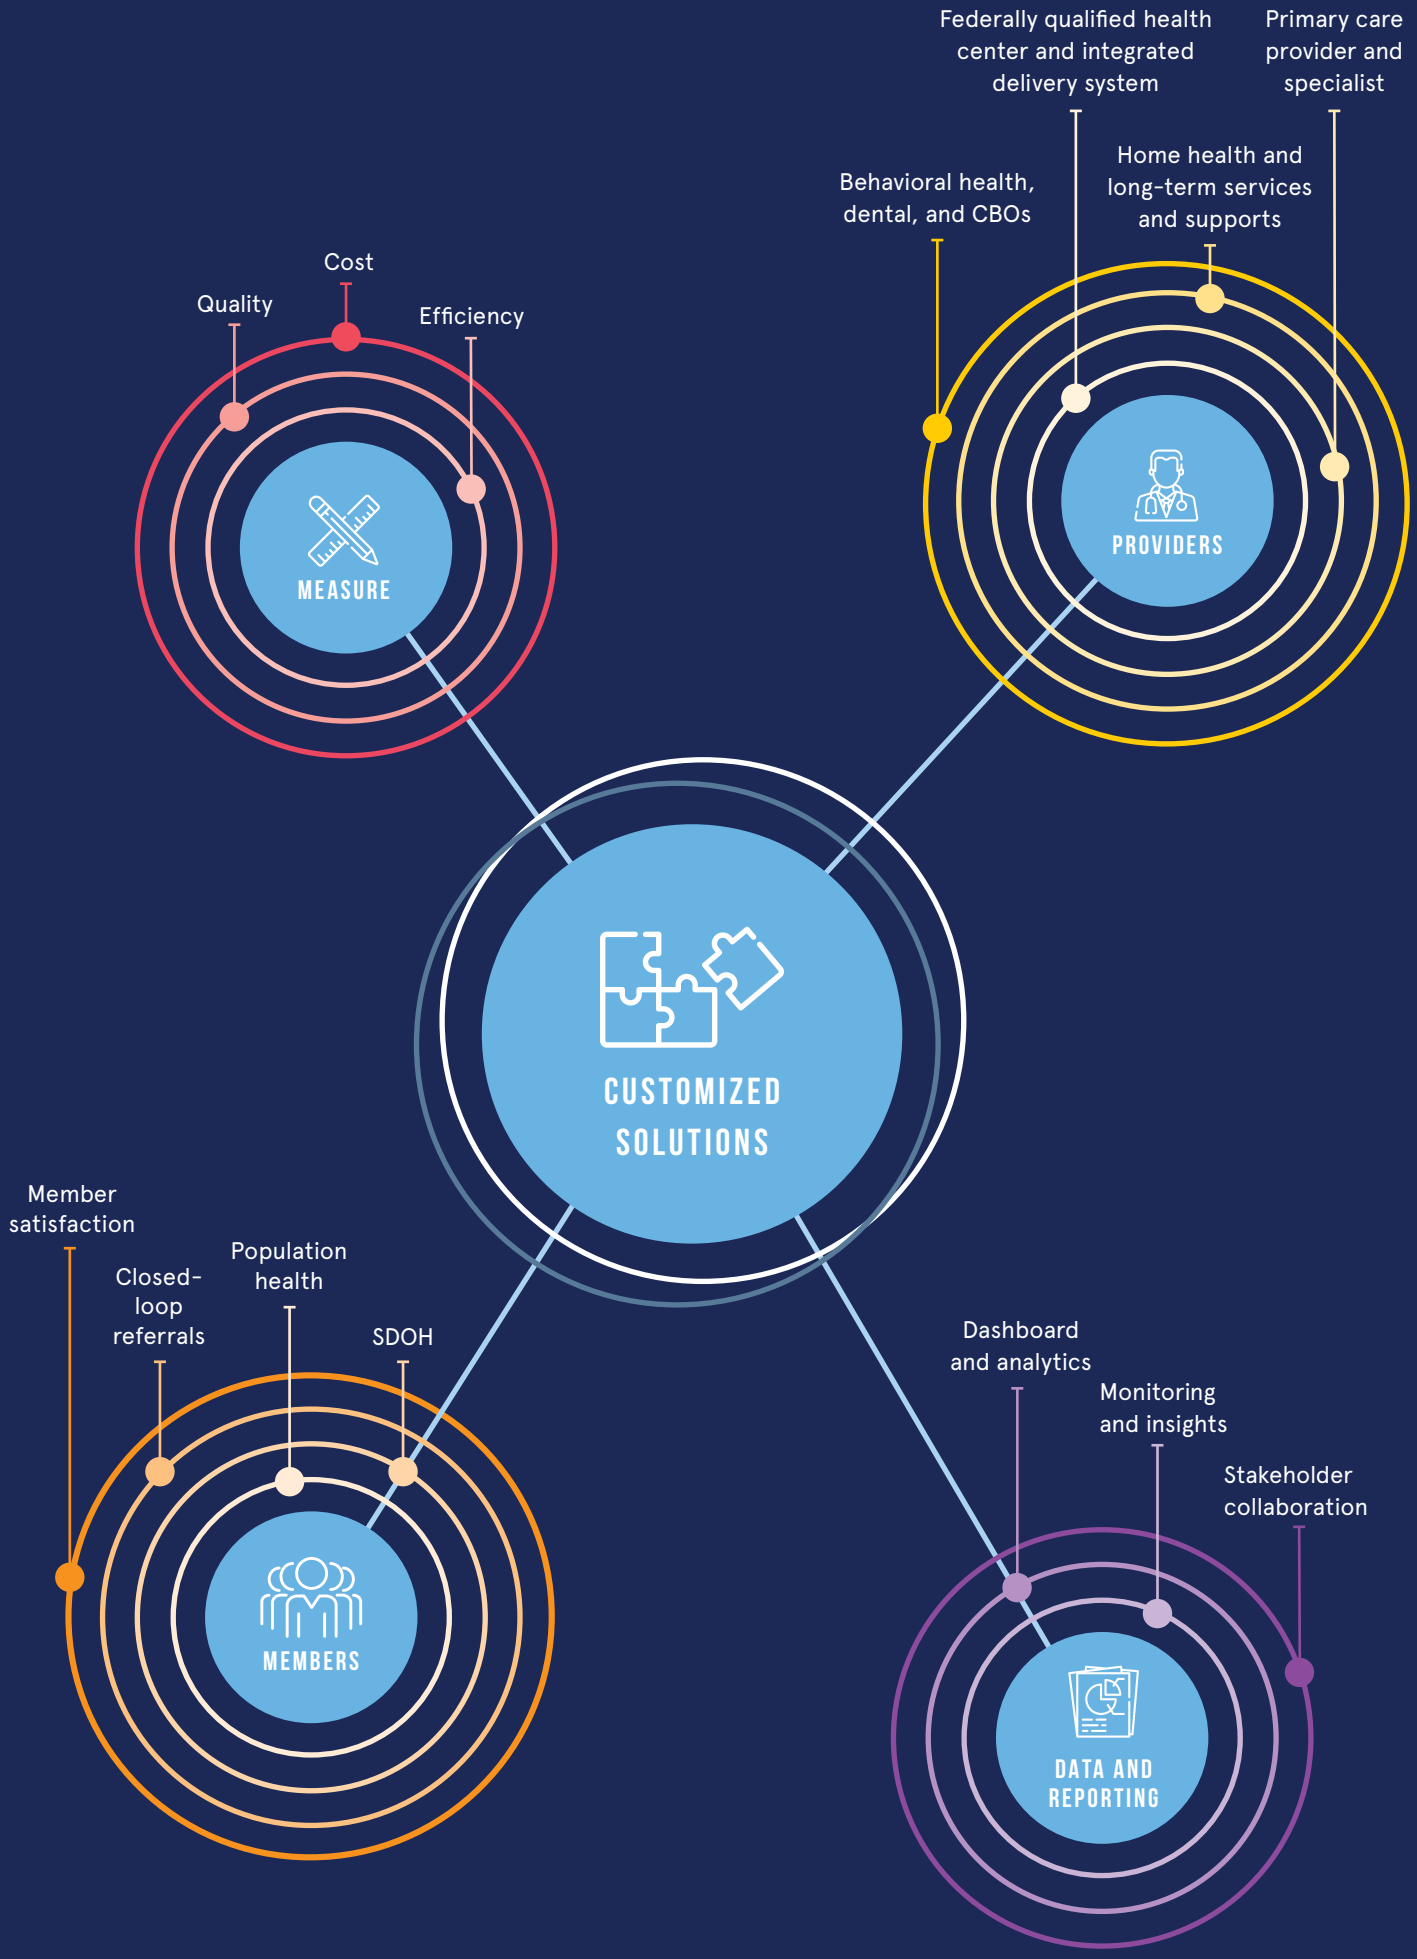 Federally qualified health
center and integrated
delivery system
Primary care
provider and
specialist
Behavioral health,
dental, and CBOs
Home health and
long-term services
and supports
PROVIDERS
Cost
Quality
Efficiency
MEASURE
CUSTOMIZED
SOLUTIONS
Member
satisfaction
Closed-
loop
referrals
Population
health
SDOH
MEMBERS
Dashboard
and analytics
Monitoring
and insights
Stakeholder
collaboration
DATA AND
REPORTING